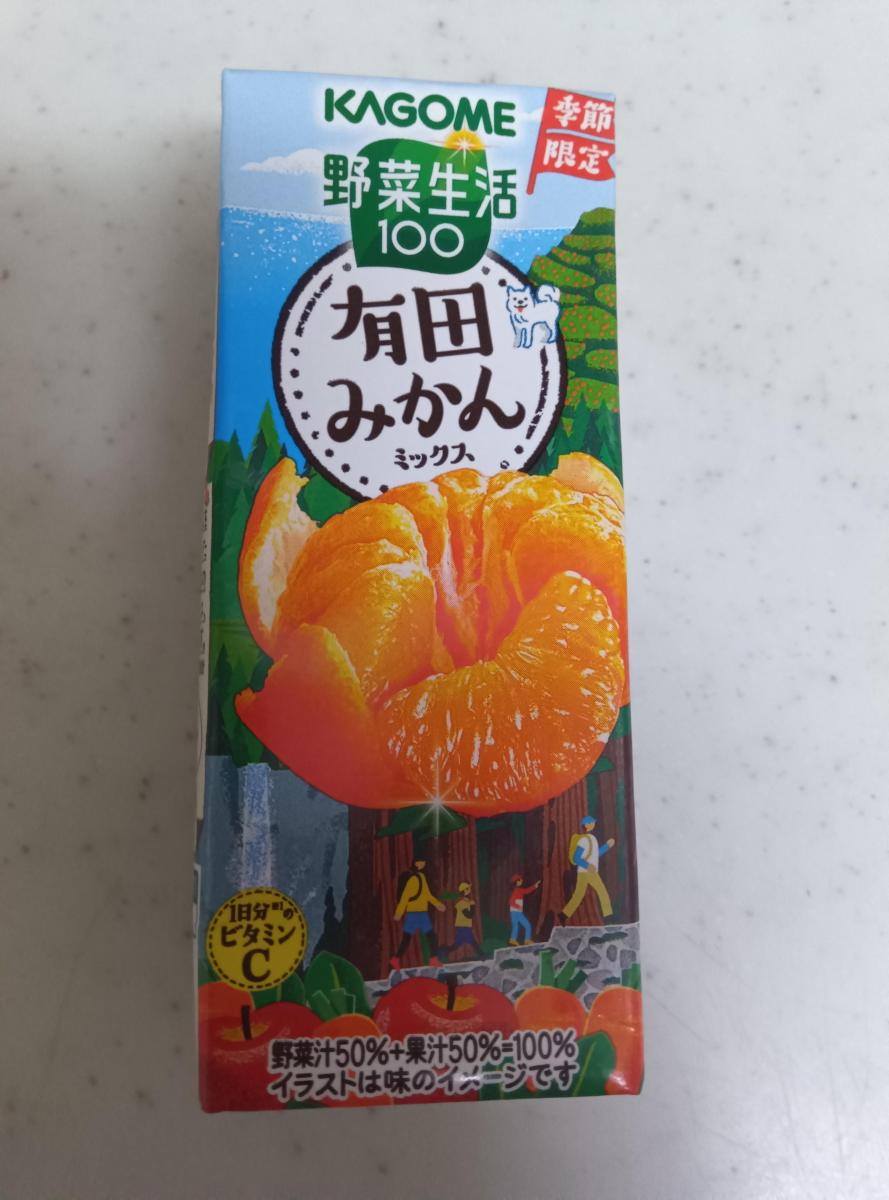 KAGOME
季節
限定
野菜生活
100
有田
みかん
ミックス
1日分※1の
ビタミン
C
野菜汁50%+果汁50%=100%
イラストは味のイメージです